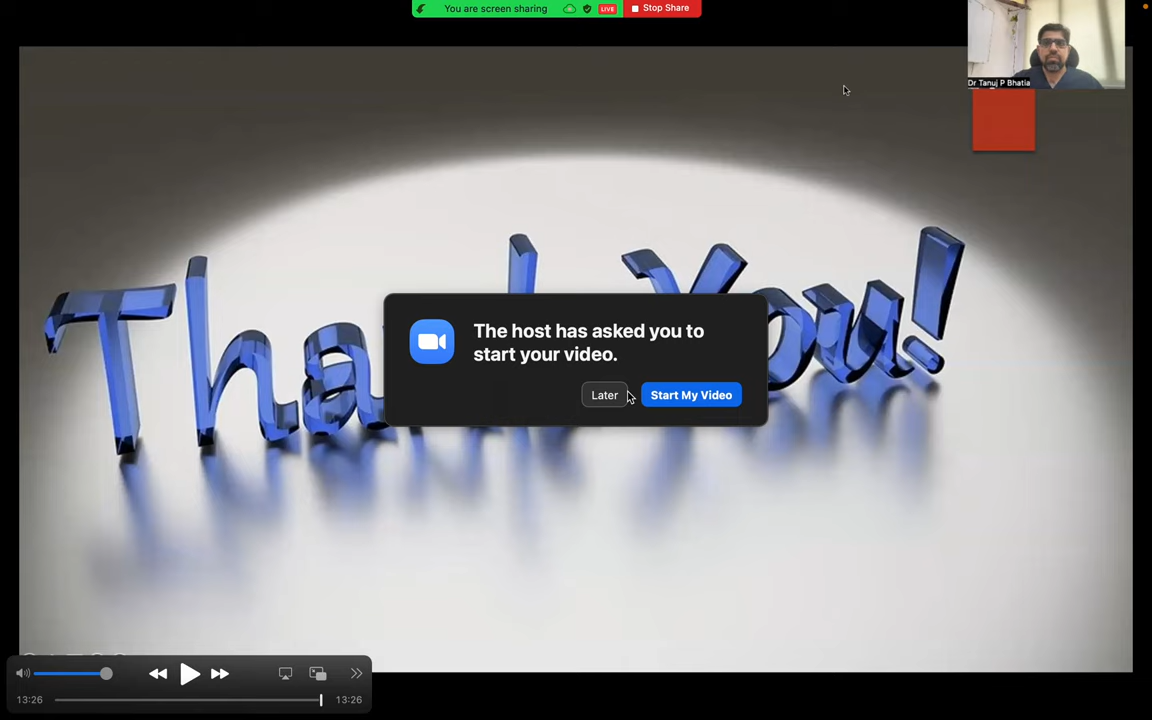 You are screen sharing
LIVE
Stop Share
Dr Tanuj P Bhatia
You!
The host has asked you to
start your video.
Later
Start My Video
13:26
13:26